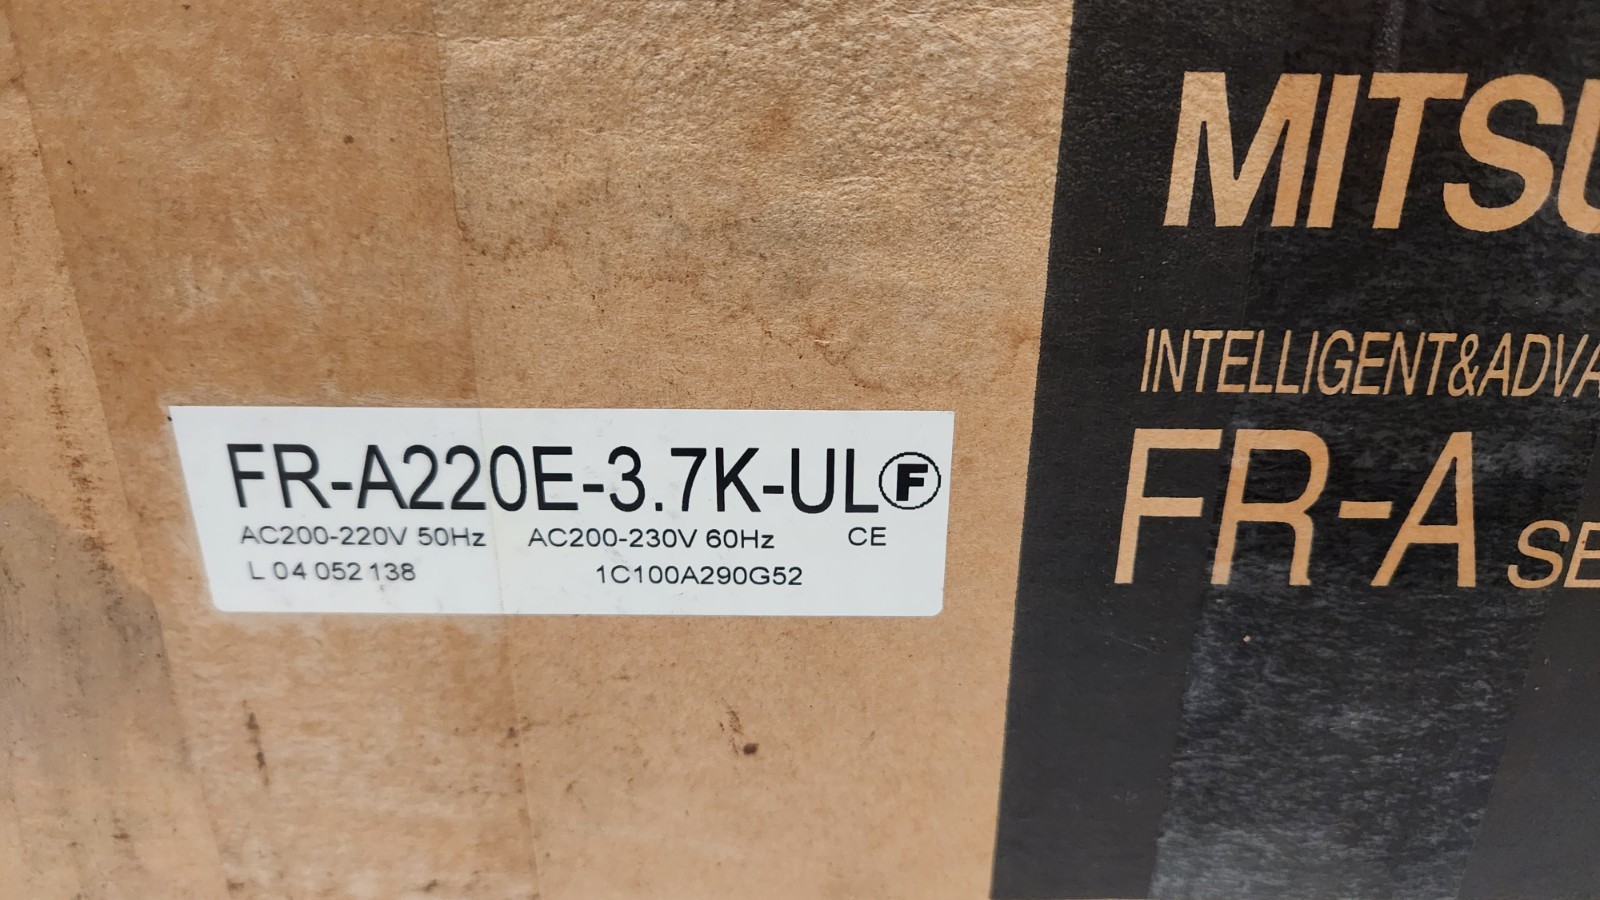 FR-A220E-3.7K-UL Ⓕ
AC200-220V 50Hz AC200-230V 60Hz CE
L 04 052 138 1C100A290G52
MITSU
INTELLIGENT&ADVA
FR-A SE